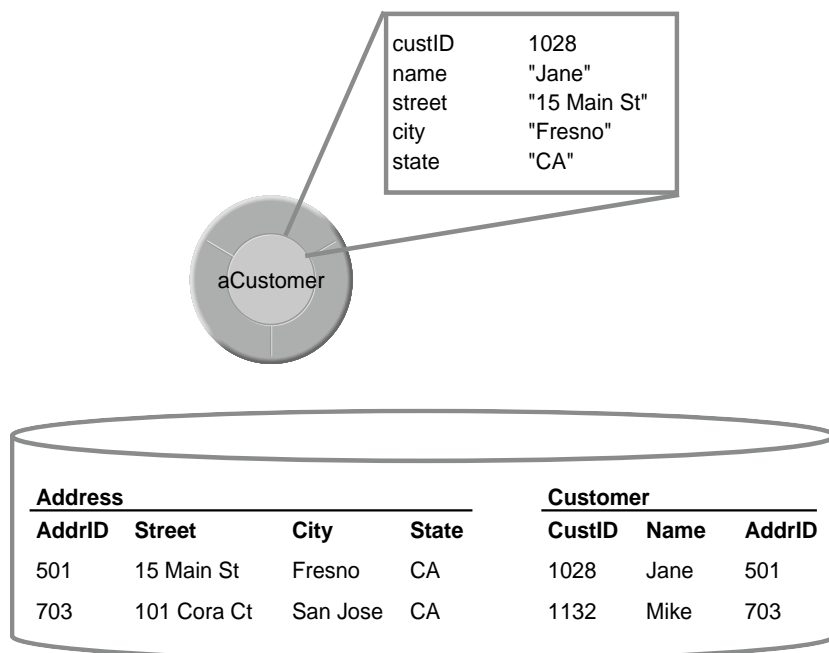 custID 1028
name "Jane"
street "15 Main St"
city "Fresno"
state "CA"
aCustomer
Address
AddrID Street City State
501 15 Main St Fresno CA
703 101 Cora Ct San Jose CA
Customer
CustID Name AddrID
1028 Jane 501
1132 Mike 703